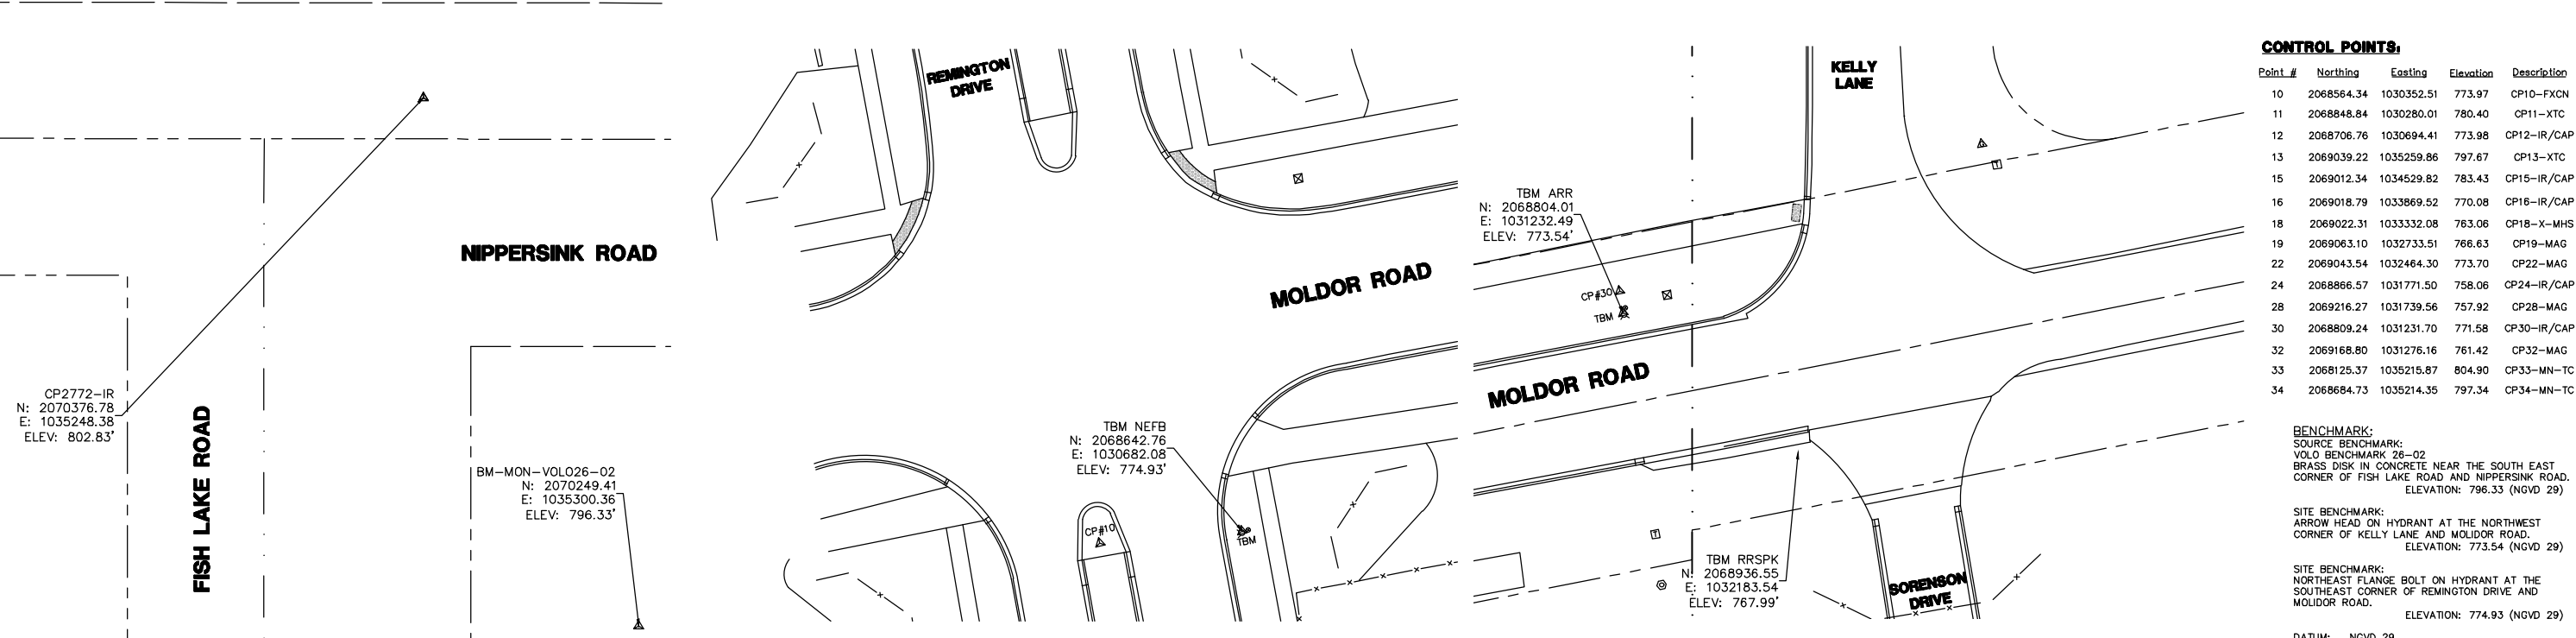 CP2772-IR
N: 2070376.78
E: 1035248.38
ELEV: 802.83'
FISH LAKE ROAD
NIPPERSINK ROAD
BM-MON-VOLO26-02
N: 2070249.41
E: 1035300.36
ELEV: 796.33'
REMINGTON
DRIVE
MOLDOR ROAD
TBM NEFB
N: 2068642.76
E: 1030682.08
ELEV: 774.93'
CP#10
TBM
TBM ARR
N: 2068804.01
E: 1031232.49
ELEV: 773.54'
CP#30
TBM
MOLDOR ROAD
KELLY
LANE
T
T
TBM RRSPK
N: 2068936.55
E: 1032183.54
ELEV: 767.99'
SORENSON
DRIVE
CONTROL POINTS:
Point # Northing Easting Elevation Description
10 2068564.34 1030352.51 773.97 CP10-FXCN
11 2068848.84 1030280.01 780.40 CP11-XTC
12 2068706.76 1030694.41 773.98 CP12-IR/CAP
13 2069039.22 1035259.86 797.67 CP13-XTC
15 2069012.34 1034529.82 783.43 CP15-IR/CAP
16 2069018.79 1033869.52 770.08 CP16-IR/CAP
18 2069022.31 1033332.08 763.06 CP18-X-MHS
19 2069063.10 1032733.51 766.63 CP19-MAG
22 2069043.54 1032464.30 773.70 CP22-MAG
24 2068866.57 1031771.50 758.06 CP24-IR/CAP
28 2069216.27 1031739.56 757.92 CP28-MAG
30 2068809.24 1031231.70 771.58 CP30-IR/CAP
32 2069168.80 1031276.16 761.42 CP32-MAG
33 2068125.37 1035215.87 804.90 CP33-MN-TC
34 2068684.73 1035214.35 797.34 CP34-MN-TC
BENCHMARK:
SOURCE BENCHMARK:
VOLO BENCHMARK 26-02
BRASS DISK IN CONCRETE NEAR THE SOUTH EAST
CORNER OF FISH LAKE ROAD AND NIPPERSINK ROAD.
ELEVATION: 796.33 (NGVD 29)
SITE BENCHMARK:
ARROW HEAD ON HYDRANT AT THE NORTHWEST
CORNER OF KELLY LANE AND MOLIDOR ROAD.
ELEVATION: 773.54 (NGVD 29)
SITE BENCHMARK:
NORTHEAST FLANGE BOLT ON HYDRANT AT THE
SOUTHEAST CORNER OF REMINGTON DRIVE AND
MOLIDOR ROAD.
ELEVATION: 774.93 (NGVD 29)
DATUM: NGVD 29